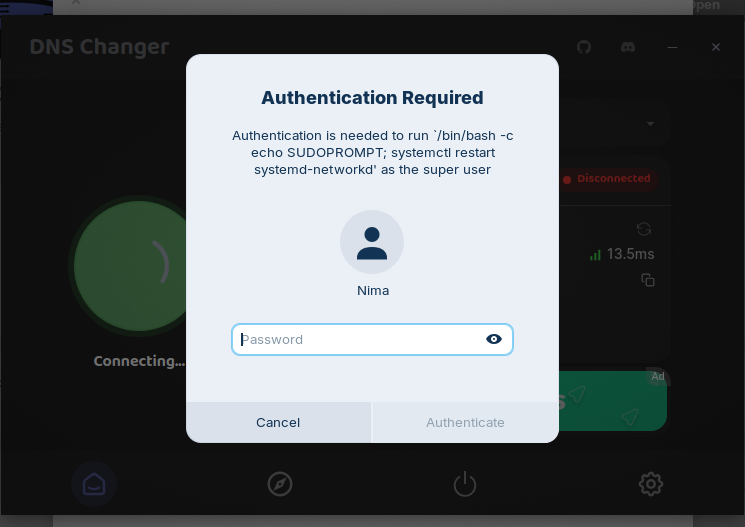 Open
DNS Changer
Authentication Required
Authentication is needed to run `/bin/bash -c
echo SUDOPROMPT; systemctl restart
systemd-networkd' as the super user
Disconnected
13.5ms
Nima
Password
Connecting...
Ad
s
Cancel
Authenticate